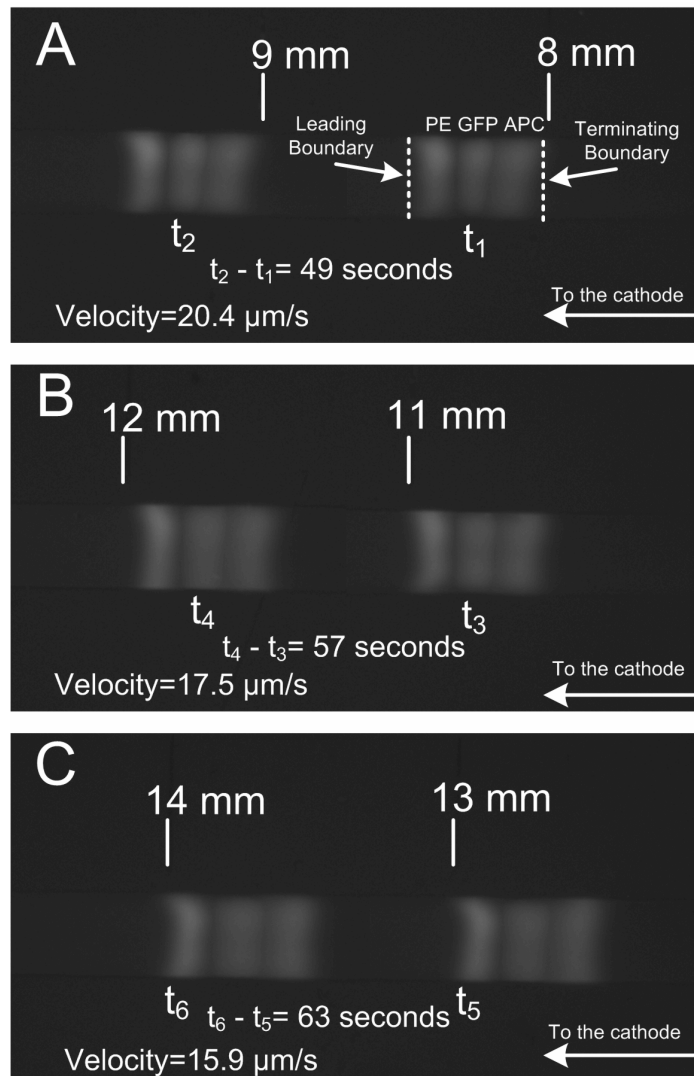 A
9 mm
8 mm
Leading
Boundary
PE GFP APC
Terminating
Boundary
t₂
t₁
t₂ - t₁= 49 seconds
To the cathode
Velocity=20.4 µm/s
B
12 mm
11 mm
t₄
t₃
t₄ - t₃= 57 seconds
To the cathode
Velocity=17.5 µm/s
C
14 mm
13 mm
t₆
t₆ - t₅= 63 seconds
t₅
To the cathode
Velocity=15.9 µm/s